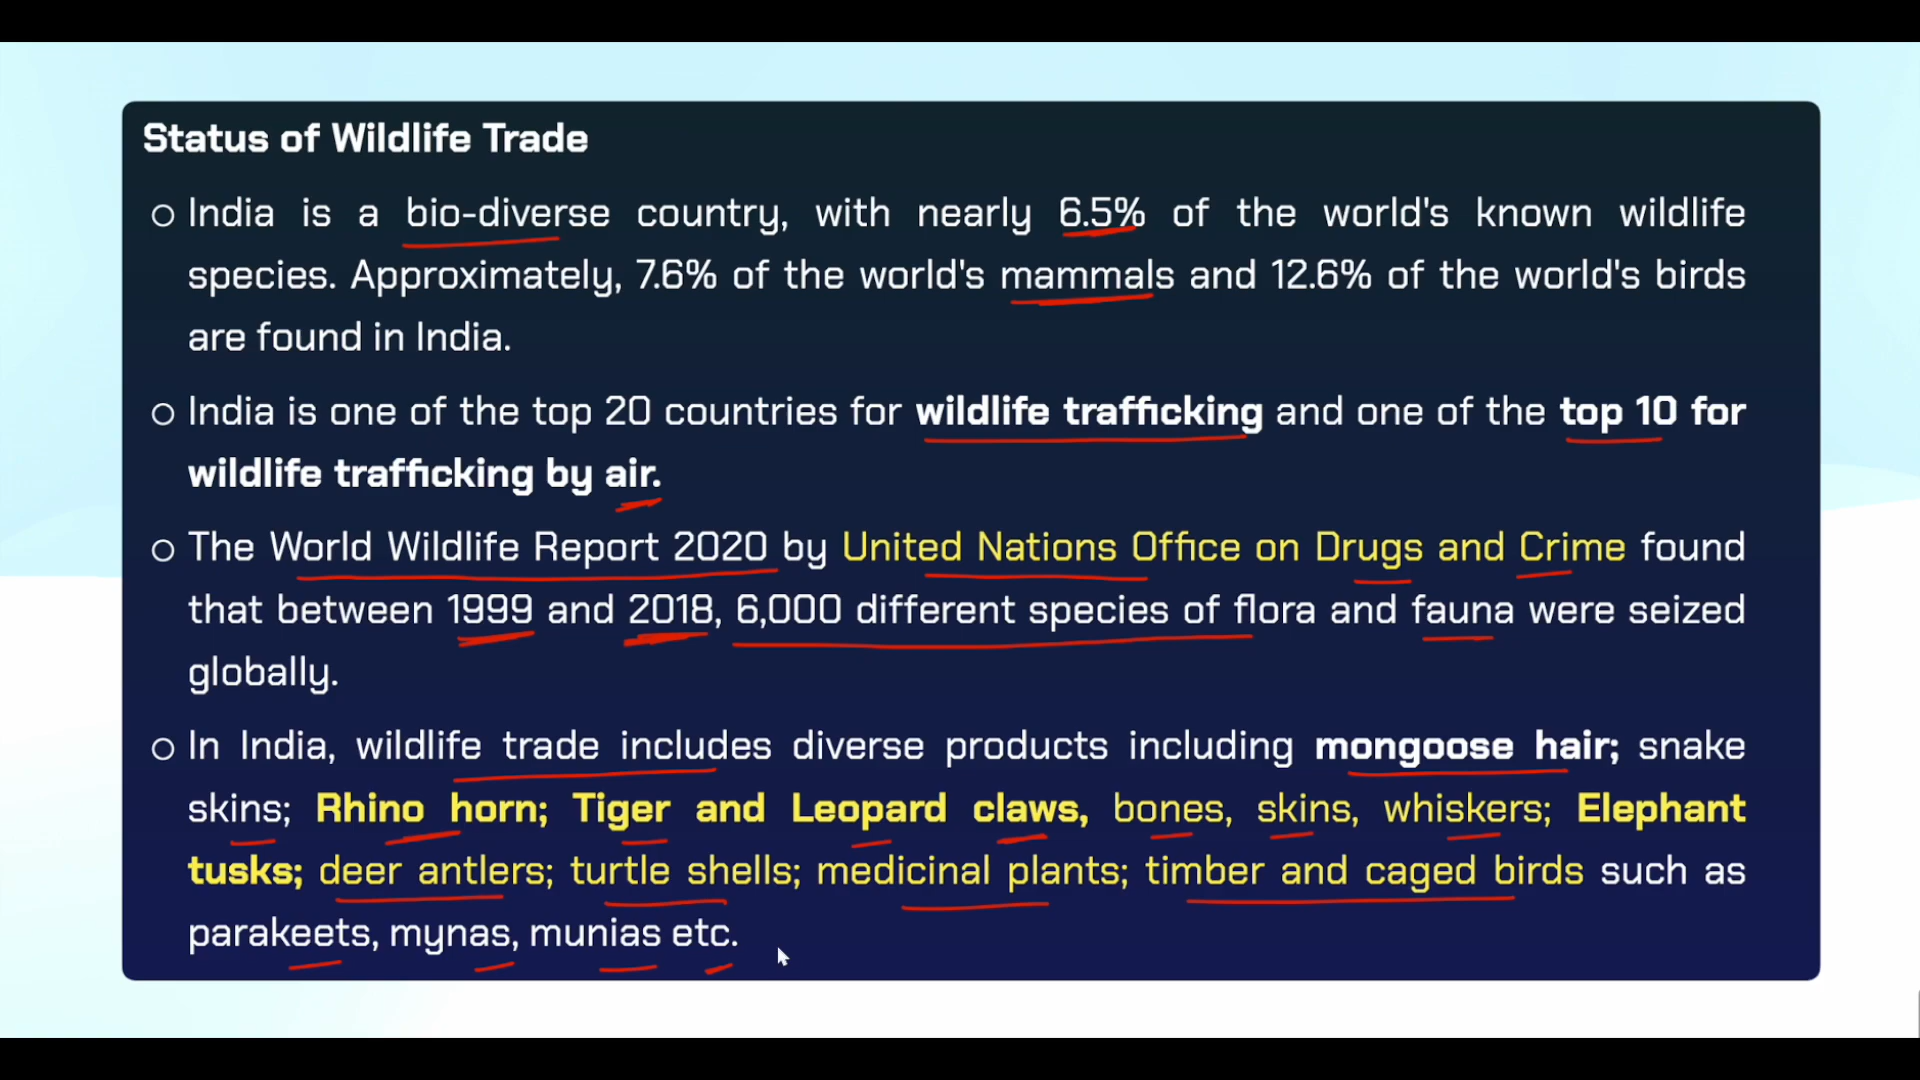 Status of Wildlife Trade
○ India is a bio-diverse country, with nearly 6.5% of the world's known wildlife
species. Approximately, 7.6% of the world's mammals and 12.6% of the world's birds
are found in India.
○ India is one of the top 20 countries for wildlife trafficking and one of the top 10 for
wildlife trafficking by air.
○ The World Wildlife Report 2020 by United Nations Office on Drugs and Crime found
that between 1999 and 2018, 6,000 different species of flora and fauna were seized
globally.
○ In India, wildlife trade includes diverse products including mongoose hair; snake
skins; Rhino horn; Tiger and Leopard claws, bones, skins, whiskers; Elephant
tusks; deer antlers; turtle shells; medicinal plants; timber and caged birds such as
parakeets, mynas, munias etc.